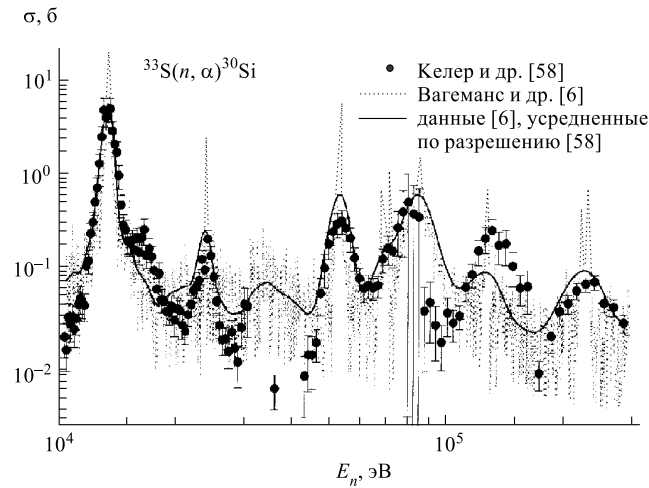 σ, б
³³S(n, α)³⁰Si
Келер и др. [58]
Вагеманс и др. [6]
данные [6], усредненные
по разрешению [58]
10¹
10⁰
10⁻¹
10⁻²
10⁴
10⁵
Eₙ, эВ